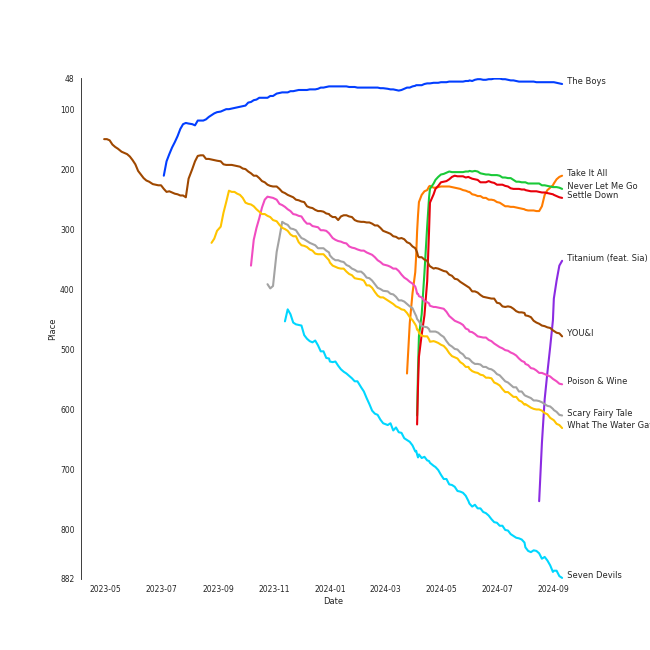 48
100
200
300
400
500
600
700
800
882
Place
2023-05
2023-07
2023-09
2023-11
2024-01
2024-03
2024-05
2024-07
2024-09
Date
The Boys
Take It All
Never Let Me Go
Settle Down
Titanium (feat. Sia)
YOU&I
Poison & Wine
Scary Fairy Tale
What The Water Ga
Seven Devils